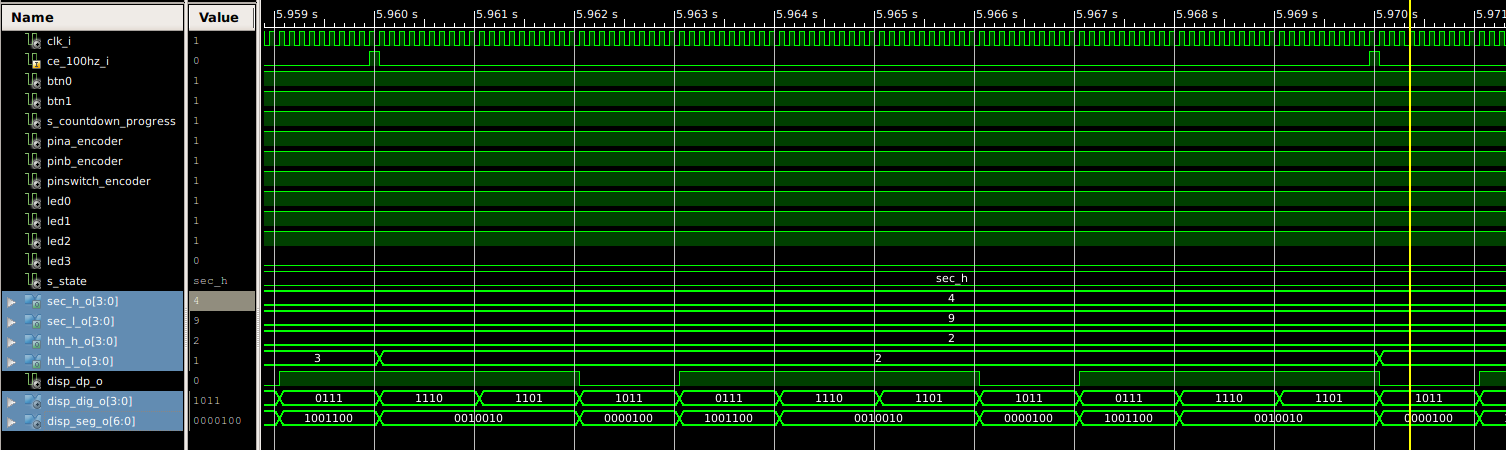 Name Value 5.959 s 5.960 s 5.961 s 5.962 s 5.963 s 5.964 s 5.965 s 5.966 s 5.967 s 5.968 s 5.969 s 5.970 s 5.971
clk_i 1
ce_100hz_i 0
btn0 1
btn1 1
s_countdown_progress 1
pina_encoder 1
pinb_encoder 1
pinswitch_encoder 1
led0 1
led1 1
led2 1
led3 0
s_state sec_h sec_h
sec_h_o[3:0] 4 4
sec_l_o[3:0] 9 9
hth_h_o[3:0] 2 2
hth_l_o[3:0] 1 3 2
disp_dp_o 0
disp_dig_o[3:0] 1011 0111 1110 1101 1011 0111 1110 1101 1011 0111 1110 1101 1011
disp_seg_o[6:0] 0000100 1001100 0010010 0000100 1001100 0010010 0000100 1001100 0010010 0000100